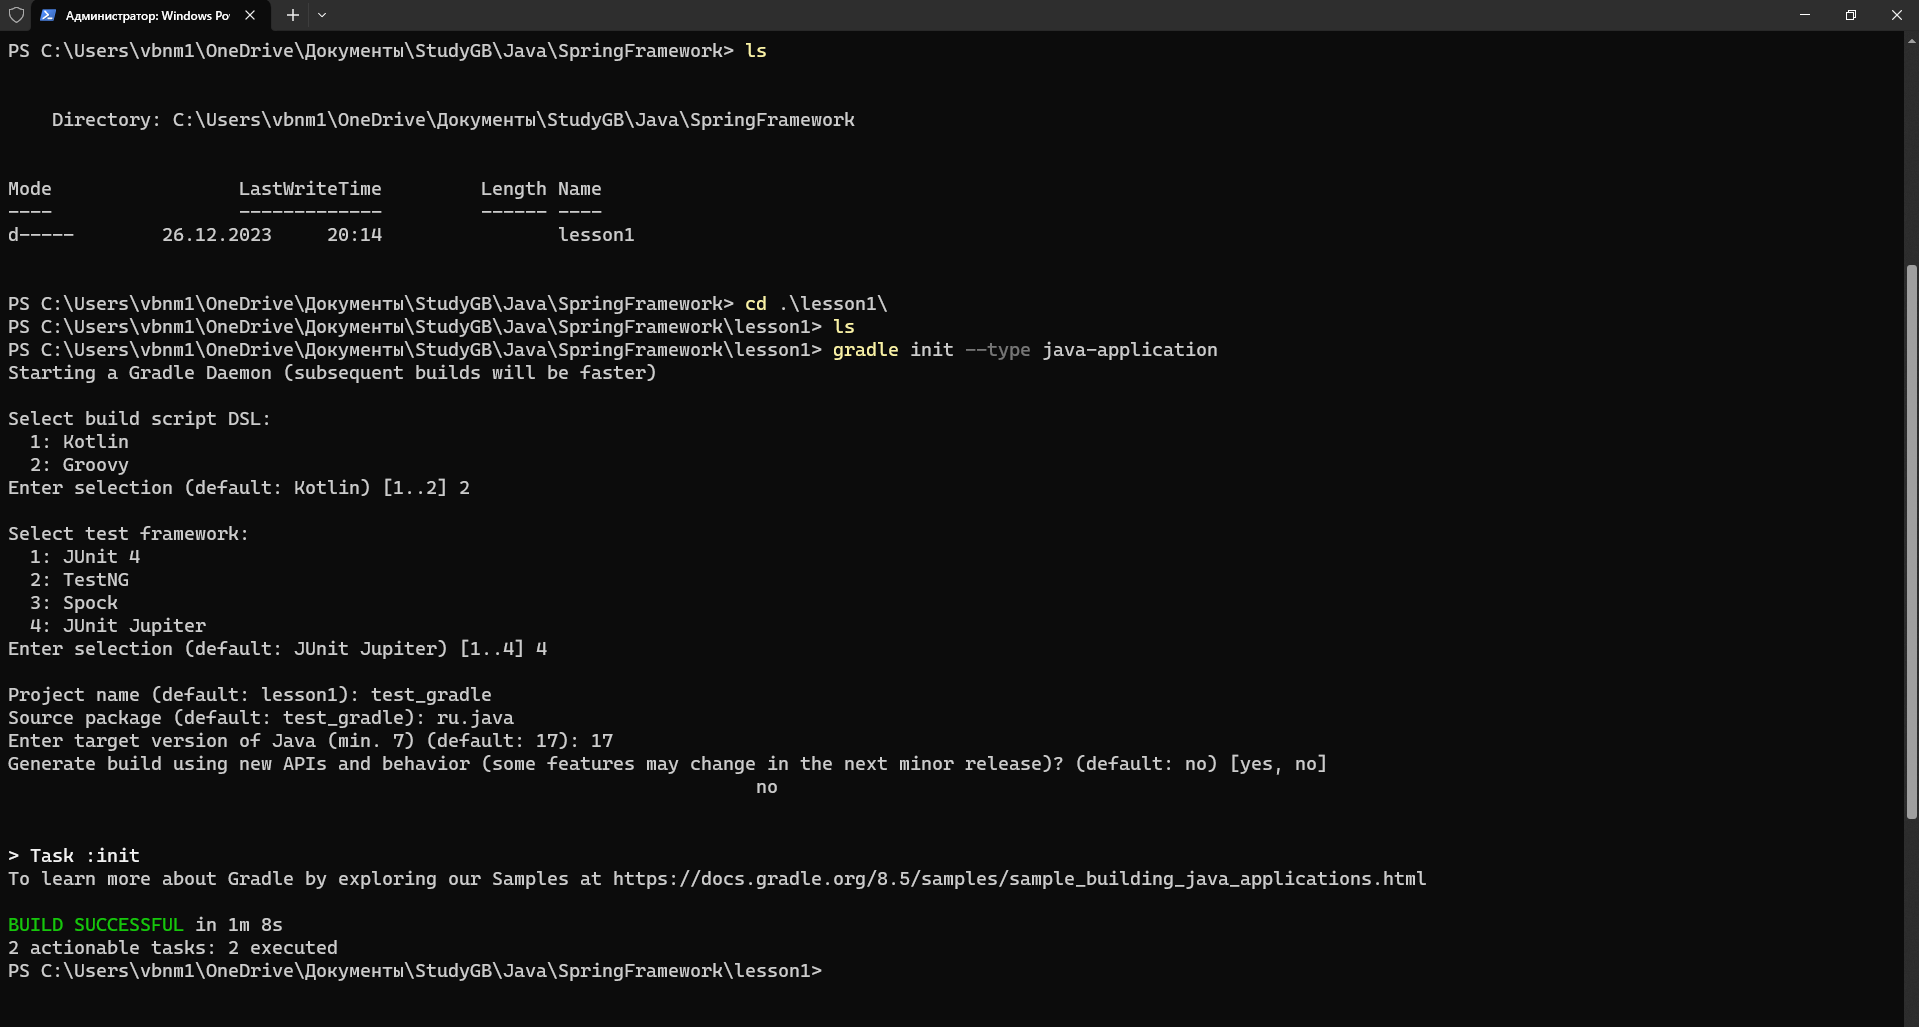 Администратор: Windows Po
PS C:\Users\vbnm1\OneDrive\Документы\StudyGB\Java\SpringFramework> ls
Directory: C:\Users\vbnm1\OneDrive\Документы\StudyGB\Java\SpringFramework
Mode LastWriteTime Length Name
---- ------------- ------ ----
d----- 26.12.2023 20:14 lesson1
PS C:\Users\vbnm1\OneDrive\Документы\StudyGB\Java\SpringFramework> cd .\lesson1\
PS C:\Users\vbnm1\OneDrive\Документы\StudyGB\Java\SpringFramework\lesson1> ls
PS C:\Users\vbnm1\OneDrive\Документы\StudyGB\Java\SpringFramework\lesson1> gradle init --type java-application
Starting a Gradle Daemon (subsequent builds will be faster)
Select build script DSL:
1: Kotlin
2: Groovy
Enter selection (default: Kotlin) [1..2] 2
Select test framework:
1: JUnit 4
2: TestNG
3: Spock
4: JUnit Jupiter
Enter selection (default: JUnit Jupiter) [1..4] 4
Project name (default: lesson1): test_gradle
Source package (default: test_gradle): ru.java
Enter target version of Java (min. 7) (default: 17): 17
Generate build using new APIs and behavior (some features may change in the next minor release)? (default: no) [yes, no]
no
> Task :init
To learn more about Gradle by exploring our Samples at https://docs.gradle.org/8.5/samples/sample_building_java_applications.html
BUILD SUCCESSFUL in 1m 8s
2 actionable tasks: 2 executed
PS C:\Users\vbnm1\OneDrive\Документы\StudyGB\Java\SpringFramework\lesson1>